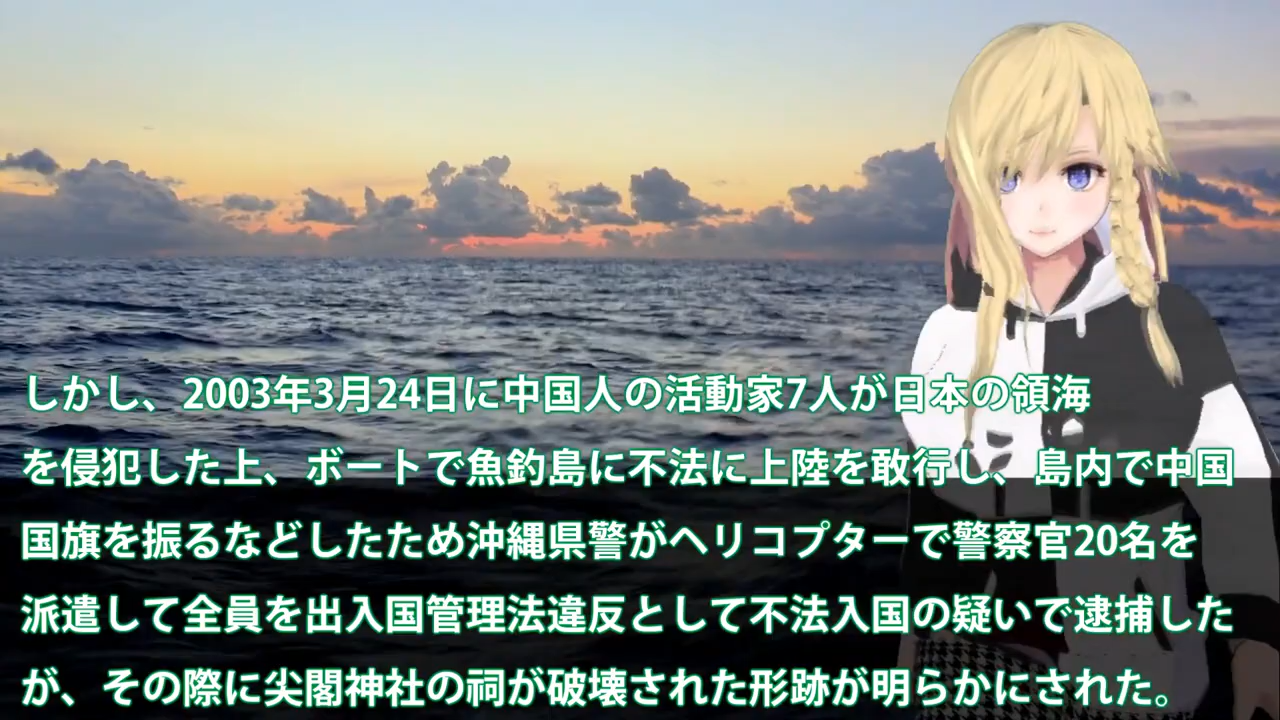 しかし、2003年3月24日に中国人の活動家7人が日本の領海
を侵犯した上、ボートで魚釣島に不法に上陸を敢行し、島内で中国
国旗を振るなどしたため沖縄県警がヘリコプターで警察官20名を
派遣して全員を出入国管理法違反として不法入国の疑いで逮捕した
が、その際に尖閣神社の祠が破壊された形跡が明らかにされた。